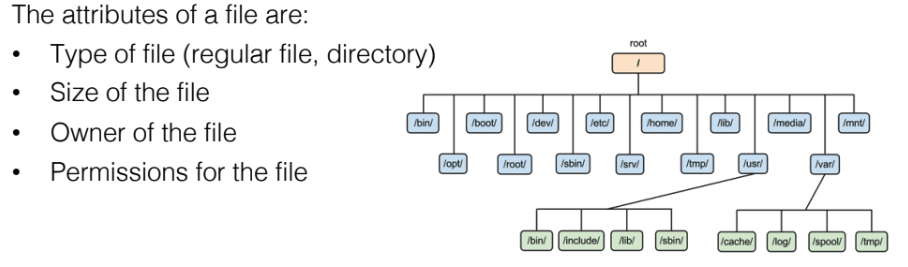 The attributes of a file are:
• Type of file (regular file, directory)
• Size of the file
• Owner of the file
• Permissions for the file
root
/
/bin/ /boot/ /dev/ /etc/ /home/ /lib/ /media/ /mnt/
/opt/ /root/ /sbin/ /srv/ /tmp/ /usr/ /var/
/bin/ /include/ /lib/ /sbin/ /cache/ /log/ /spool/ /tmp/